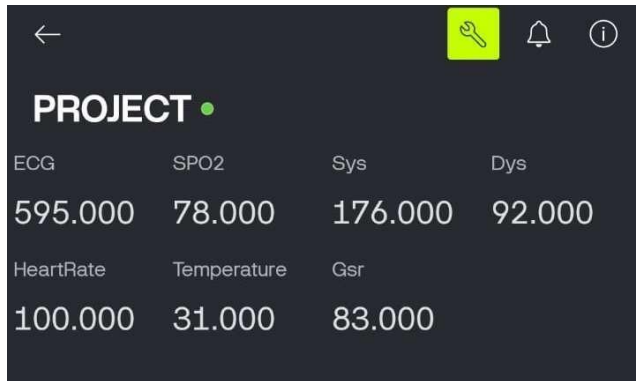 PROJECT
ECG SPO2 Sys Dys
595.000 78.000 176.000 92.000
HeartRate Temperature Gsr
100.000 31.000 83.000